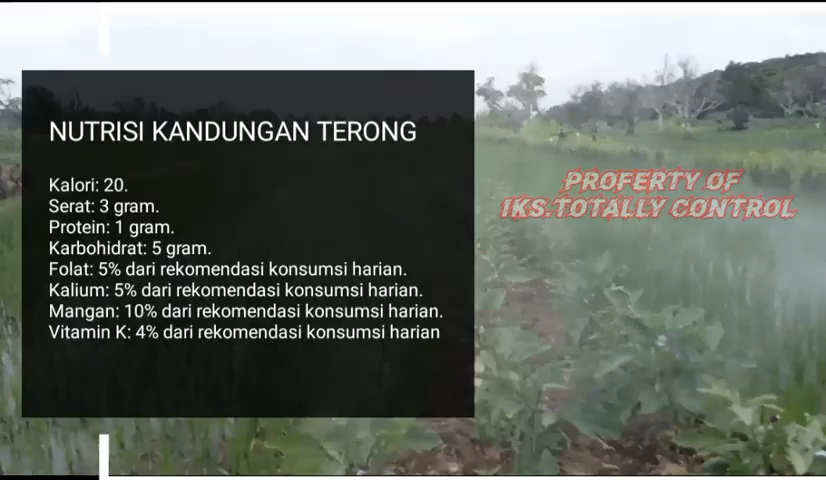 NUTRISI KANDUNGAN TERONG
Kalori: 20.
Serat: 3 gram.
Protein: 1 gram.
Karbohidrat: 5 gram.
Folat: 5% dari rekomendasi konsumsi harian.
Kalium: 5% dari rekomendasi konsumsi harian.
Mangan: 10% dari rekomendasi konsumsi harian.
Vitamin K: 4% dari rekomendasi konsumsi harian
PROFERTY OF
IKS.TOTALLY CONTROL